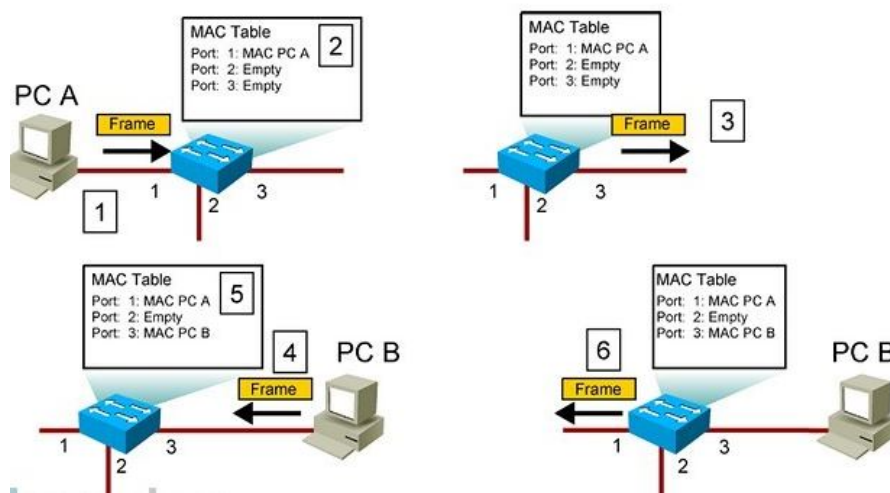 MAC Table
2
Port: 1: MAC PC A
Port: 2: Empty
Port: 3: Empty
PC A
Frame
1
2
3
1
MAC Table
Port: 1: MAC PC A
Port: 2: Empty
Port: 3: Empty
Frame
3
1
2
3
MAC Table
5
Port: 1: MAC PC A
Port: 2: Empty
Port: 3: MAC PC B
4
PC B
Frame
1
2
3
MAC Table
Port: 1: MAC PC A
Port: 2: Empty
Port: 3: MAC PC B
6
PC B
Frame
1
2
3